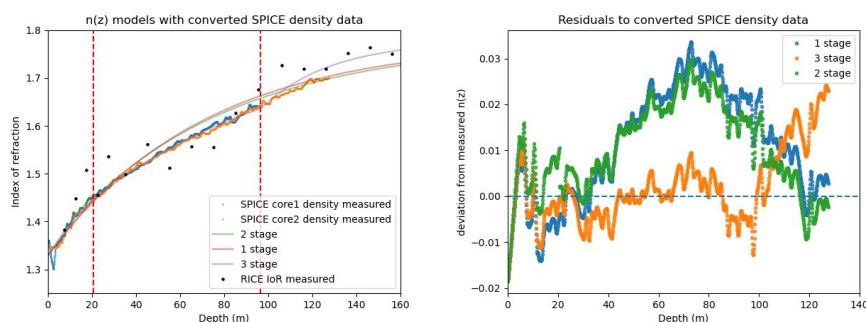 n(z) models with converted SPICE density data
1.8
1.7
1.6
1.5
1.4
1.3
Index of refraction
SPICE core1 density measured
SPICE core2 density measured
2 stage
1 stage
3 stage
RICE IoR measured
0 20 40 60 80 100 120 140 160
Depth (m)
Residuals to converted SPICE density data
0.03
0.02
0.01
0.00
−0.01
−0.02
deviation from measured n(z)
1 stage
3 stage
2 stage
0 20 40 60 80 100 120 140
Depth (m)